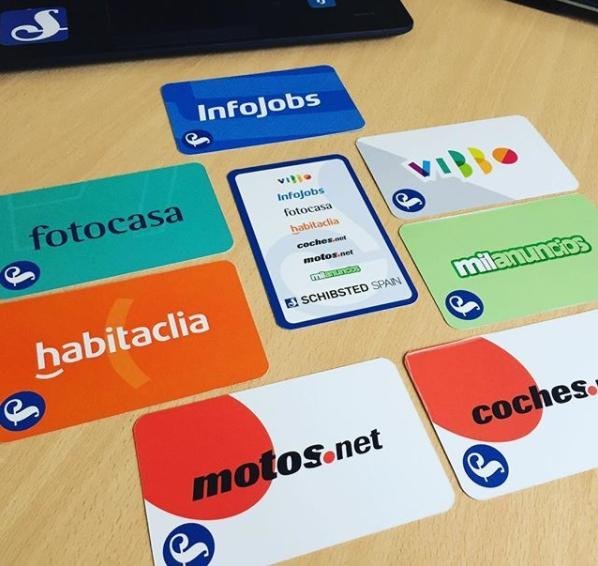 InfoJobs
VIBBO
fotocasa
VIBBO
InfoJobs
fotocasa
habitaclia
coches.net
motos.net
milanuncios
SCHIBSTED SPAIN
milanuncios
habitaclia
coches.
motos.net